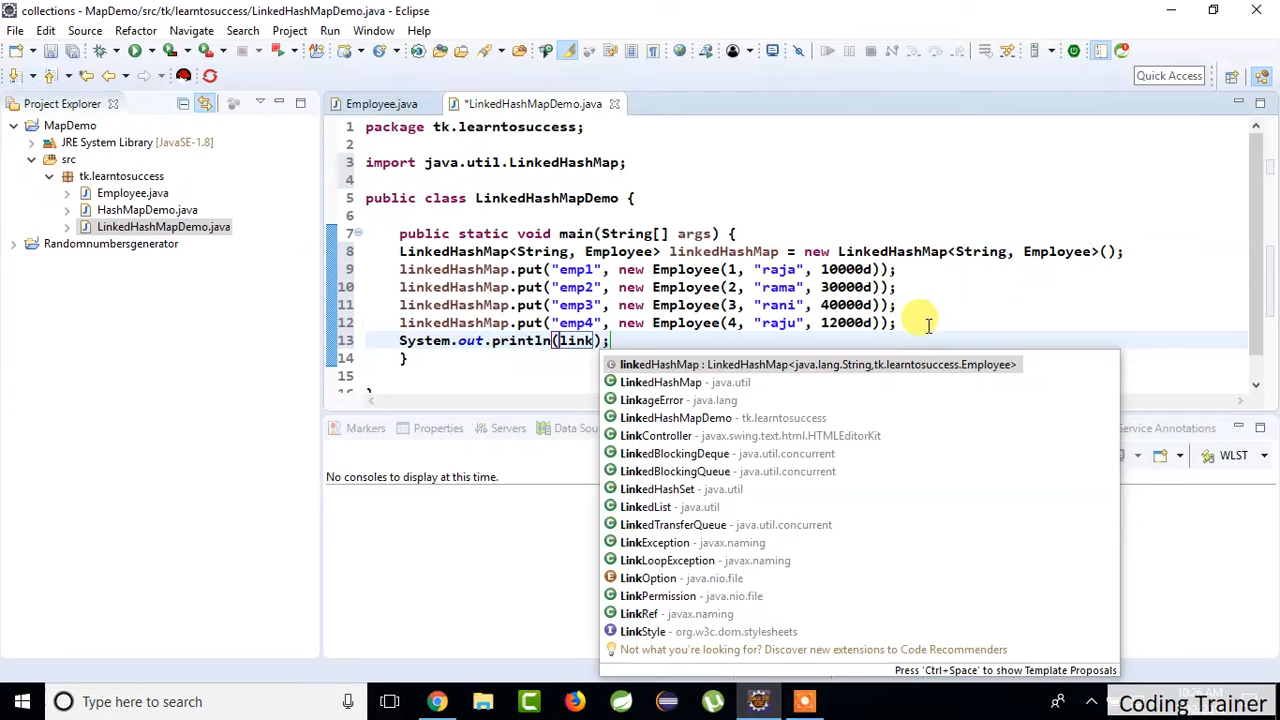 collections - MapDemo/src/tk/learntosuccess/LinkedHashMapDemo.java - Eclipse
File Edit Source Refactor Navigate Search Project Explorer Run Window Help
Quick Access
Project Explorer
Employee.java
*LinkedHashMapDemo.java
MapDemo
JRE System Library [JavaSE-1.8]
src
tk.learntosuccess
Employee.java
HashMapDemo.java
LinkedHashMapDemo.java
Randomnumbersgenerator
1 package tk.learntosuccess;
2
3 import java.util.LinkedHashMap;
4
5 public class LinkedHashMapDemo {
6
7 public static void main(String[] args) {
8 LinkedHashMap<String, Employee> linkedHashMap = new LinkedHashMap<String, Employee>();
9 linkedHashMap.put("emp1", new Employee(1, "raja", 10000d));
10 linkedHashMap.put("emp2", new Employee(2, "rama", 30000d));
11 linkedHashMap.put("emp3", new Employee(3, "rani", 40000d));
12 linkedHashMap.put("emp4", new Employee(4, "raju", 12000d));
13 System.out.println(link);
14 }
15
16
linkedHashMap : LinkedHashMap<java.lang.String,tk.learntosuccess.Employee>
LinkedHashMap - java.util
LinkageError - java.lang
LinkedHashMapDemo - tk.learntosuccess
LinkController - javax.swing.text.html.HTMLEditorKit
LinkedBlockingDeque - java.util.concurrent
LinkedBlockingQueue - java.util.concurrent
LinkedHashSet - java.util
LinkedList - java.util
LinkedTransferQueue - java.util.concurrent
LinkException - javax.naming
LinkLoopException - javax.naming
LinkOption - java.nio.file
LinkPermission - java.nio.file
LinkRef - javax.naming
LinkStyle - org.w3c.dom.stylesheets
Not what you're looking for? Discover new extensions to Code Recommenders
Press 'Ctrl+Space' to show Template Proposals
Markers Properties Servers Data Sou Service Annotations
WLST
No consoles to display at this time.
Type here to search
Coding Trainer